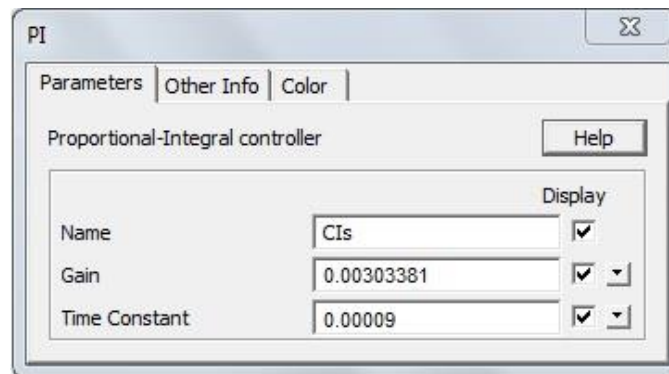 PI
Parameters Other Info Color
Proportional-Integral controller Help
Display
Name CIs
Gain 0.00303381
Time Constant 0.00009